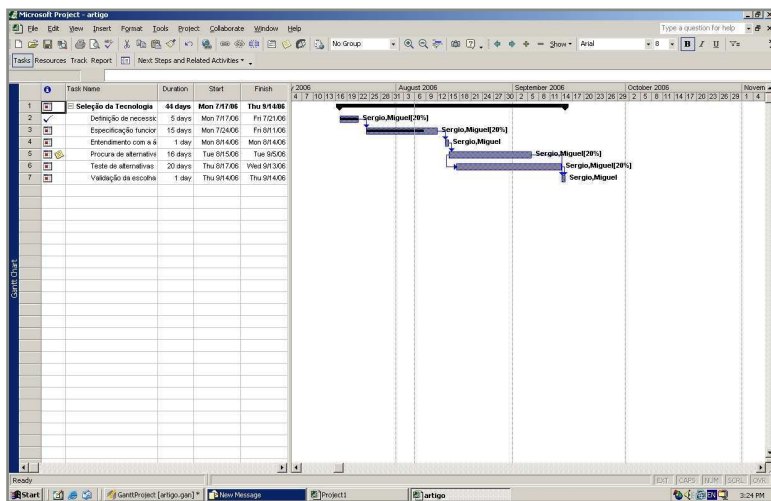 Microsoft Project - artigo
File Edit View Insert Format Tools Project Collaborate Window Help
Type a question for help
No Group Show Arial 8 B I U
Tasks Resources Track Report Next Steps and Related Activities
Task Name Duration Start Finish
/ 2006 August 2006 September 2006 October 2006 Novem
4 7 10 13 16 19 22 25 28 31 3 6 9 12 15 18 21 24 27 30 2 5 8 11 14 17 20 23 26 29 2 5 8 11 14 17 20 23 26 29 1 4
1 Seleção da Tecnologia 44 days Mon 7/17/06 Thu 9/14/06
2 Definição de necessic 5 days Mon 7/17/06 Fri 7/21/06 Sergio,Miguel[20%]
3 Especificação funcior 15 days Mon 7/24/06 Fri 8/11/06 Sergio,Miguel[20%]
4 Entendimento com a á 1 day Mon 8/14/06 Mon 8/14/06 Sergio,Miguel
5 Procura de alternativa 16 days Tue 8/15/06 Tue 9/5/06 Sergio,Miguel[20%]
6 Teste de alternativas 20 days Thu 8/17/06 Wed 9/13/06 Sergio,Miguel[20%]
7 Validação da escolha 1 day Thu 9/14/06 Thu 9/14/06 Sergio,Miguel
Gantt Chart
Ready
EXT CAPS NUM SCRL OVR
Start GanttProject [artigo.gan] * New Message Project1 artigo EN 3:24 PM